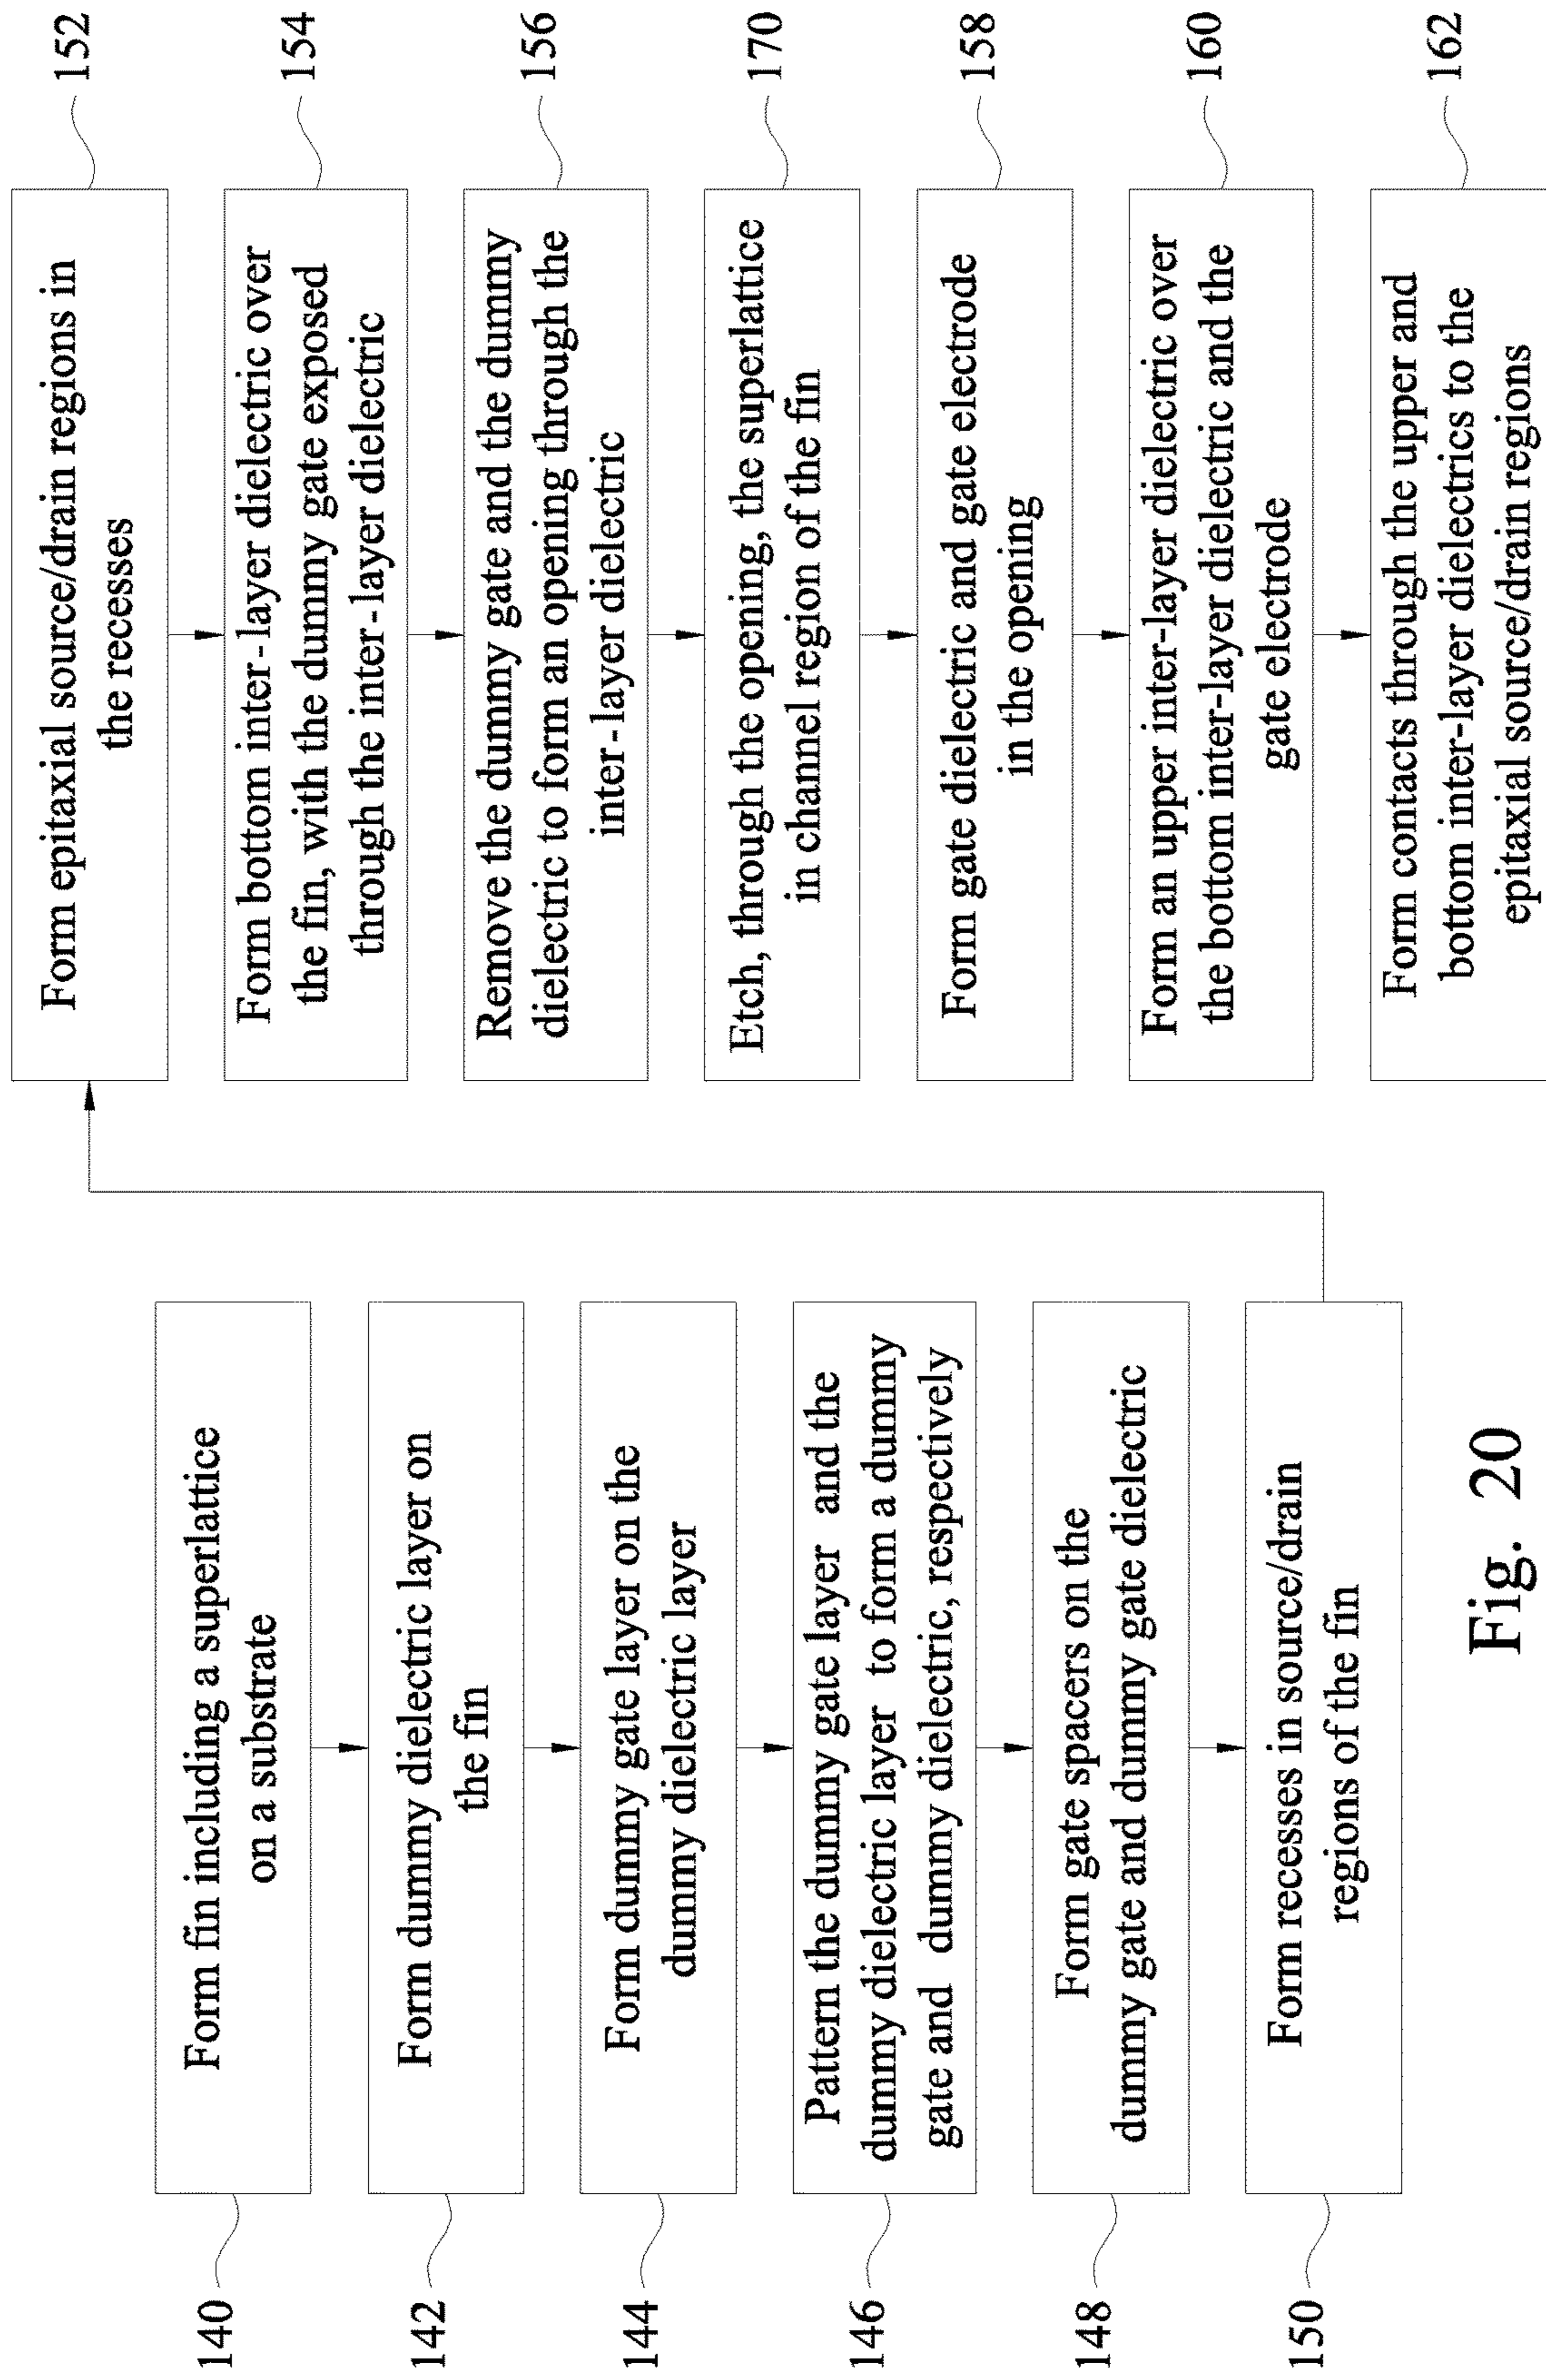 140
Form fin including a superlattice
on a substrate
142
Form dummy dielectric layer on
the fin
144
Form dummy gate layer on the
dummy dielectric layer
146
Pattern the dummy gate layer and the
dummy dielectric layer to form a dummy
gate and dummy dielectric, respectively
148
Form gate spacers on the
dummy gate and dummy gate dielectric
150
Form recesses in source/drain
regions of the fin
Form epitaxial source/drain regions in
the recesses
152
Form bottom inter-layer dielectric over
the fin, with the dummy gate exposed
through the inter-layer dielectric
154
Remove the dummy gate and the dummy
dielectric to form an opening through the
inter-layer dielectric
156
Etch, through the opening, the superlattice
in channel region of the fin
170
Form gate dielectric and gate electrode
in the opening
158
Form an upper inter-layer dielectric over
the bottom inter-layer dielectric and the
gate electrode
160
Form contacts through the upper and
bottom inter-layer dielectrics to the
epitaxial source/drain regions
162
Fig. 20